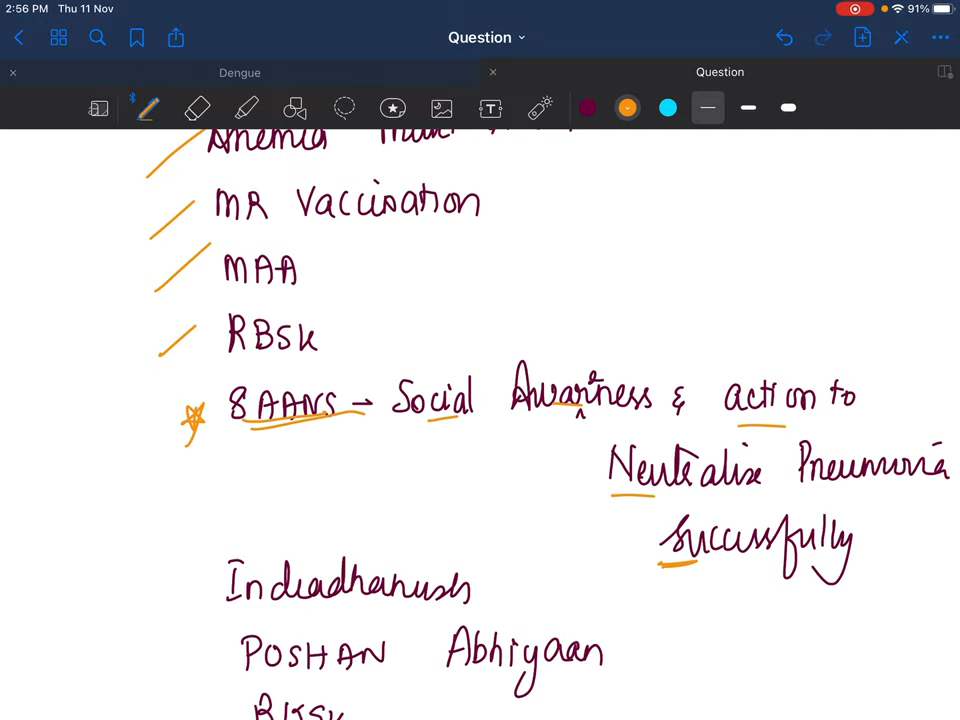 2:56 PM Thu 11 Nov
91%
Question
Dengue
Question
T
Anemia
MR Vaccination
MAA
RBSK
SAANS → Social Awareness & action to
Neutralise Pneumonia
Successfully
Indradhanush
POSHAN Abhiyaan